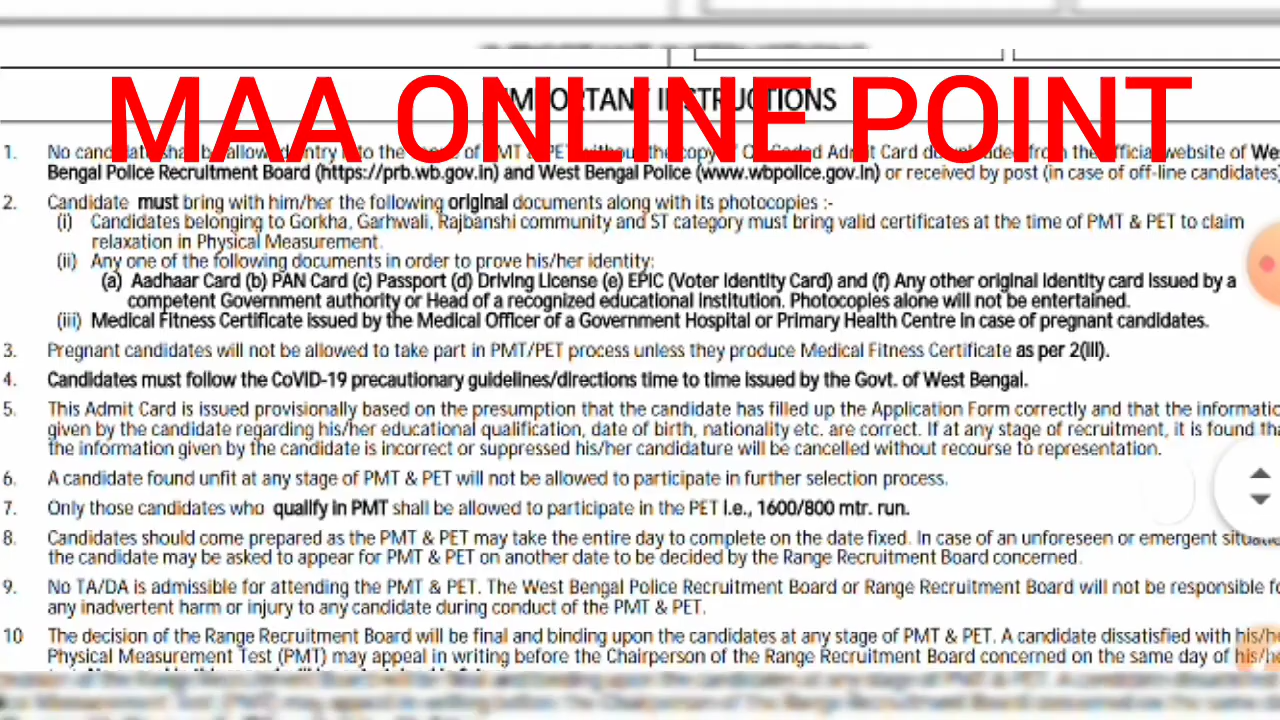 MAA ONLINE POINT
IMPORTANT INSTRUCTIONS
1. No candidate shall be allowed entry into the of PMT & PET without the copy of Coded Admit Card downloaded from the official website of
Bengal Police Recruitment Board (https://prb.wb.gov.in) and West Bengal Police (www.wbpolice.gov.in) or received by post (in case of off-line candidates)
2. Candidate must bring with him/her the following original documents along with its photocopies :-
(i) Candidates belonging to Gorkha, Garhwali, Rajbanshi community and ST category must bring valid certificates at the time of PMT & PET to claim
relaxation in Physical Measurement.
(ii) Any one of the following documents in order to prove his/her identity:
(a) Aadhaar Card (b) PAN Card (c) Passport (d) Driving License (e) EPIC (Voter Identity Card) and (f) Any other original identity card issued by a
competent Government authority or Head of a recognized educational institution. Photocopies alone will not be entertained.
(iii) Medical Fitness Certificate issued by the Medical Officer of a Government Hospital or Primary Health Centre in case of pregnant candidates.
3. Pregnant candidates will not be allowed to take part in PMT/PET process unless they produce Medical Fitness Certificate as per 2(iii).
4. Candidates must follow the CoVID-19 precautionary guidelines/directions time to time issued by the Govt. of West Bengal.
5. This Admit Card is issued provisionally based on the presumption that the candidate has filled up the Application Form correctly and that the informatio
given by the candidate regarding his/her educational qualification, date of birth, nationality etc. are correct. If at any stage of recruitment, it is found tha
the information given by the candidate is incorrect or suppressed his/her candidature will be cancelled without recourse to representation.
6. A candidate found unfit at any stage of PMT & PET will not be allowed to participate in further selection process.
7. Only those candidates who qualify in PMT shall be allowed to participate in the PET i.e., 1600/800 mtr. run.
8. Candidates should come prepared as the PMT & PET may take the entire day to complete on the date fixed. In case of an unforeseen or emergent situatio
the candidate may be asked to appear for PMT & PET on another date to be decided by the Range Recruitment Board concerned.
9. No TA/DA is admissible for attending the PMT & PET. The West Bengal Police Recruitment Board or Range Recruitment Board will not be responsible fo
any inadvertent harm or injury to any candidate during conduct of the PMT & PET.
10 The decision of the Range Recruitment Board will be final and binding upon the candidates at any stage of PMT & PET. A candidate dissatisfied with his/he
Physical Measurement Test (PMT) may appeal in writing before the Chairperson of the Range Recruitment Board concerned on the same day of his/he